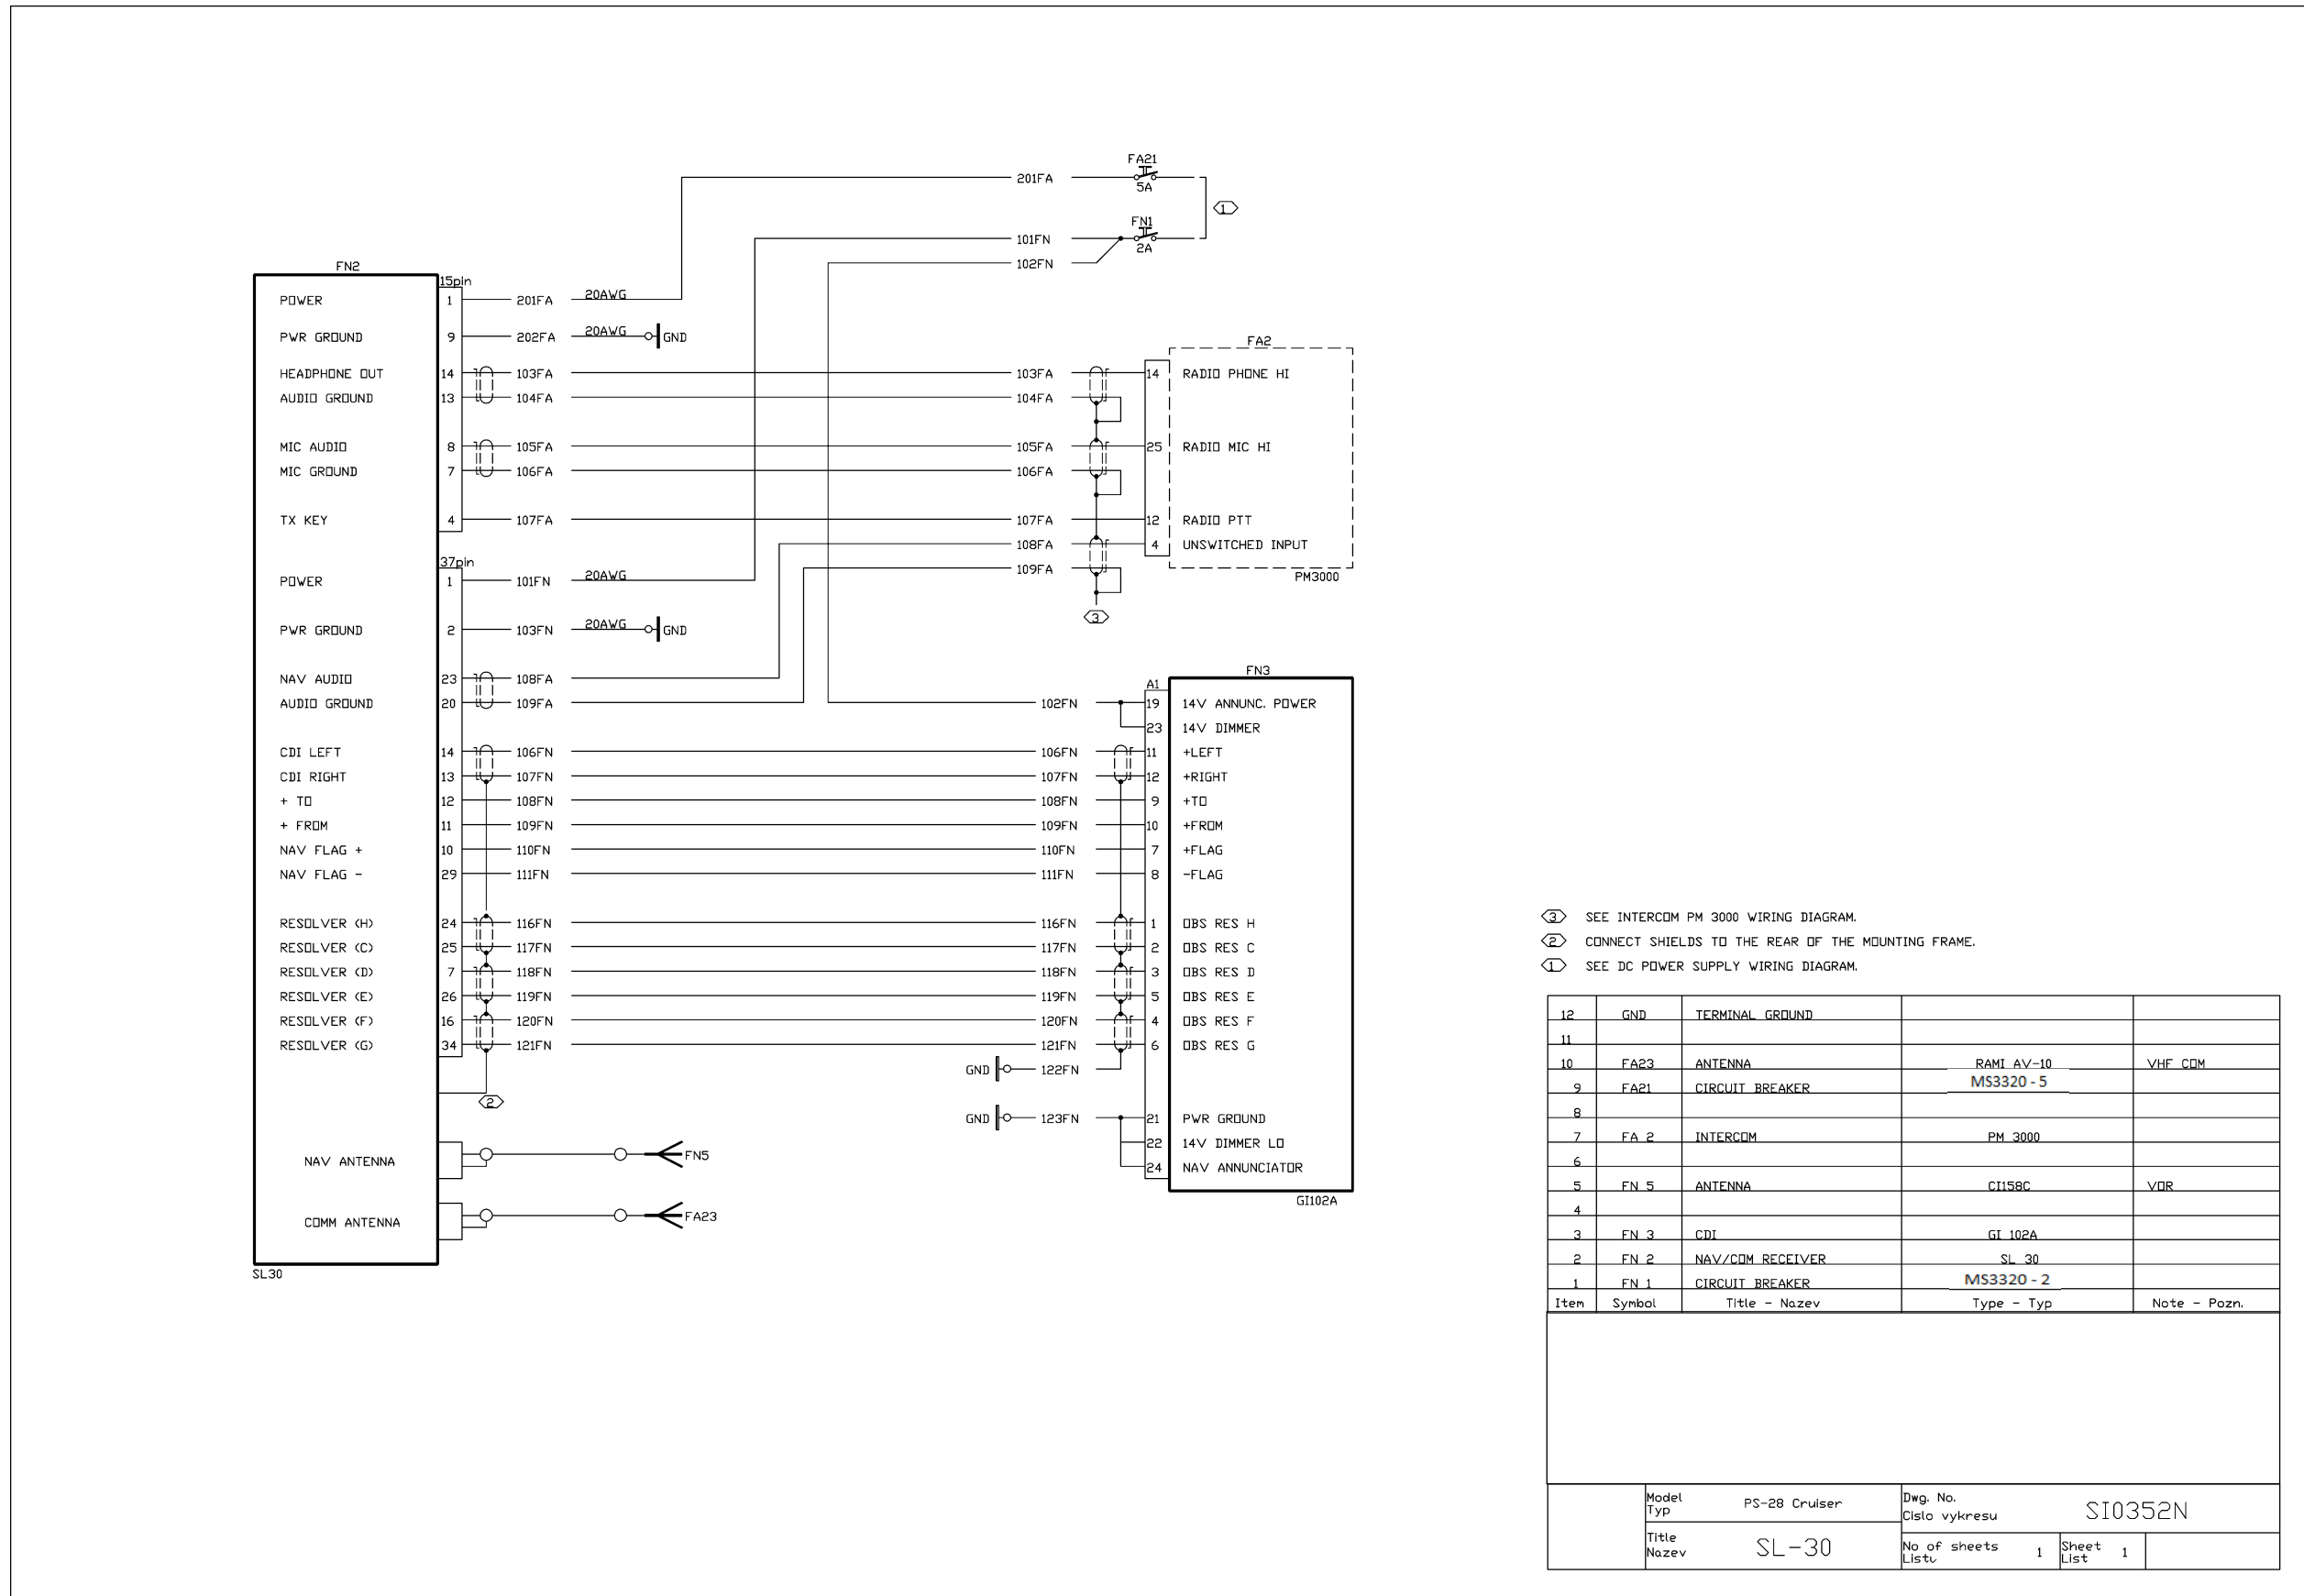 FA21
201FA
5A
1
FN1
101FN
2A
102FN
FN2
15pin
POWER 1 201FA 20AWG
PWR GROUND 9 202FA 20AWG GND
FA2
HEADPHONE OUT 14 103FA 103FA 14 RADIO PHONE HI
AUDIO GROUND 13 104FA 104FA
MIC AUDIO 8 105FA 105FA 25 RADIO MIC HI
MIC GROUND 7 106FA 106FA
TX KEY 4 107FA 107FA 12 RADIO PTT
108FA 4 UNSWITCHED INPUT
37pin
109FA
POWER 1 101FN 20AWG
PM3000
3
PWR GROUND 2 103FN 20AWG GND
FN3
NAV AUDIO 23 108FA
A1
AUDIO GROUND 20 109FA 102FN 19 14V ANNUNC. POWER
23 14V DIMMER
CDI LEFT 14 106FN 106FN 11 +LEFT
CDI RIGHT 13 107FN 107FN 12 +RIGHT
+ TO 12 108FN 108FN 9 +TO
+ FROM 11 109FN 109FN 10 +FROM
NAV FLAG + 10 110FN 110FN 7 +FLAG
NAV FLAG - 29 111FN 111FN 8 -FLAG
RESOLVER (H) 24 116FN 116FN 1 OBS RES H
RESOLVER (C) 25 117FN 117FN 2 OBS RES C
RESOLVER (D) 7 118FN 118FN 3 OBS RES D
RESOLVER (E) 26 119FN 119FN 5 OBS RES E
RESOLVER (F) 16 120FN 120FN 4 OBS RES F
RESOLVER (G) 34 121FN 121FN 6 OBS RES G
GND 122FN
2
GND 123FN 21 PWR GROUND
22 14V DIMMER LO
NAV ANTENNA FN5
24 NAV ANNUNCIATOR
GI102A
COMM ANTENNA FA23
SL30
3 SEE INTERCOM PM 3000 WIRING DIAGRAM.
2 CONNECT SHIELDS TO THE REAR OF THE MOUNTING FRAME.
1 SEE DC POWER SUPPLY WIRING DIAGRAM.
12 GND TERMINAL GROUND
11
10 FA23 ANTENNA RAMI AV-10 VHF COM
9 FA21 CIRCUIT BREAKER MS3320 - 5
8
7 FA 2 INTERCOM PM 3000
6
5 FN 5 ANTENNA CI158C VOR
4
3 FN 3 CDI GI 102A
2 FN 2 NAV/COM RECEIVER SL 30
1 FN 1 CIRCUIT BREAKER MS3320 - 2
Item Symbol Title - Nazev Type - Typ Note - Pozn.
Model
Typ
PS-28 Cruiser
Dwg. No.
Cislo vykresu
SI0352N
Title
Nazev
SL-30
No of sheets
Listu
1
Sheet
List
1